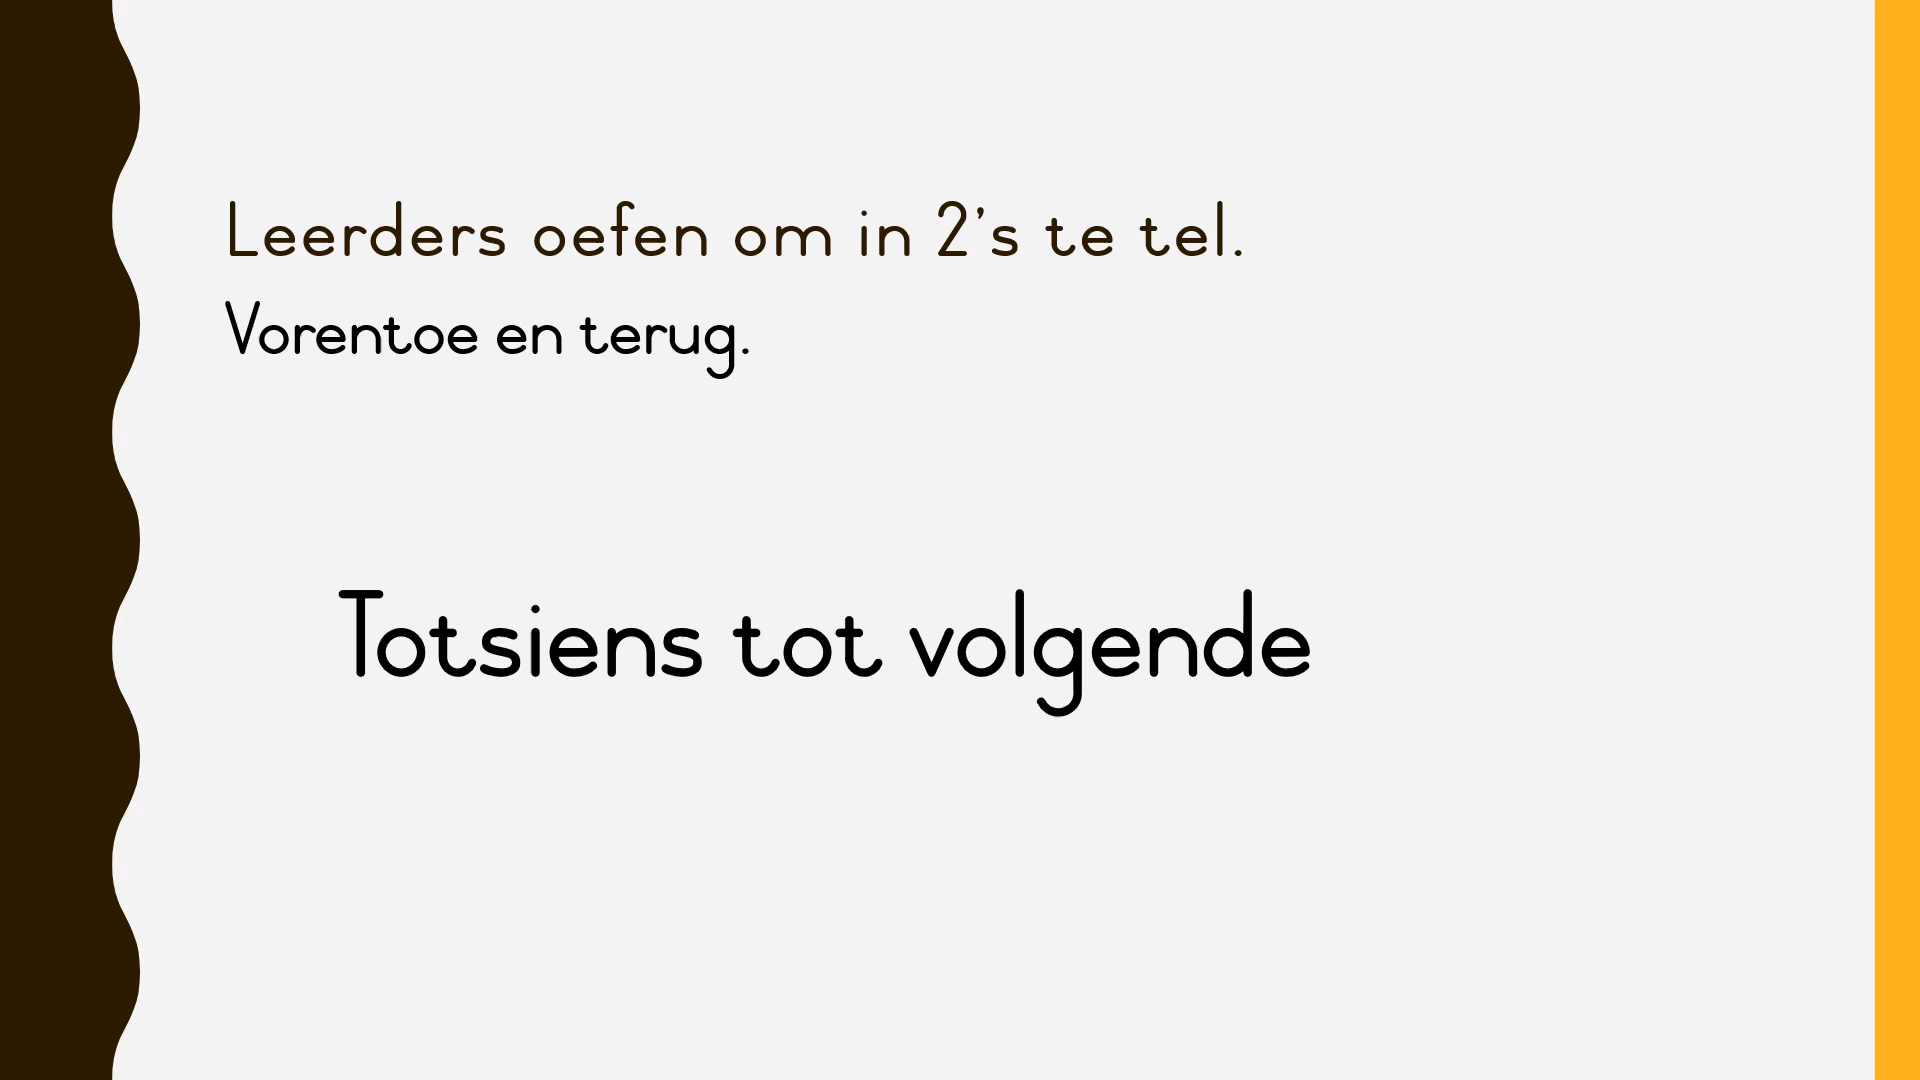 Leerders oefen om in 2’s te tel.
Vorentoe en terug.
Totsiens tot volgende